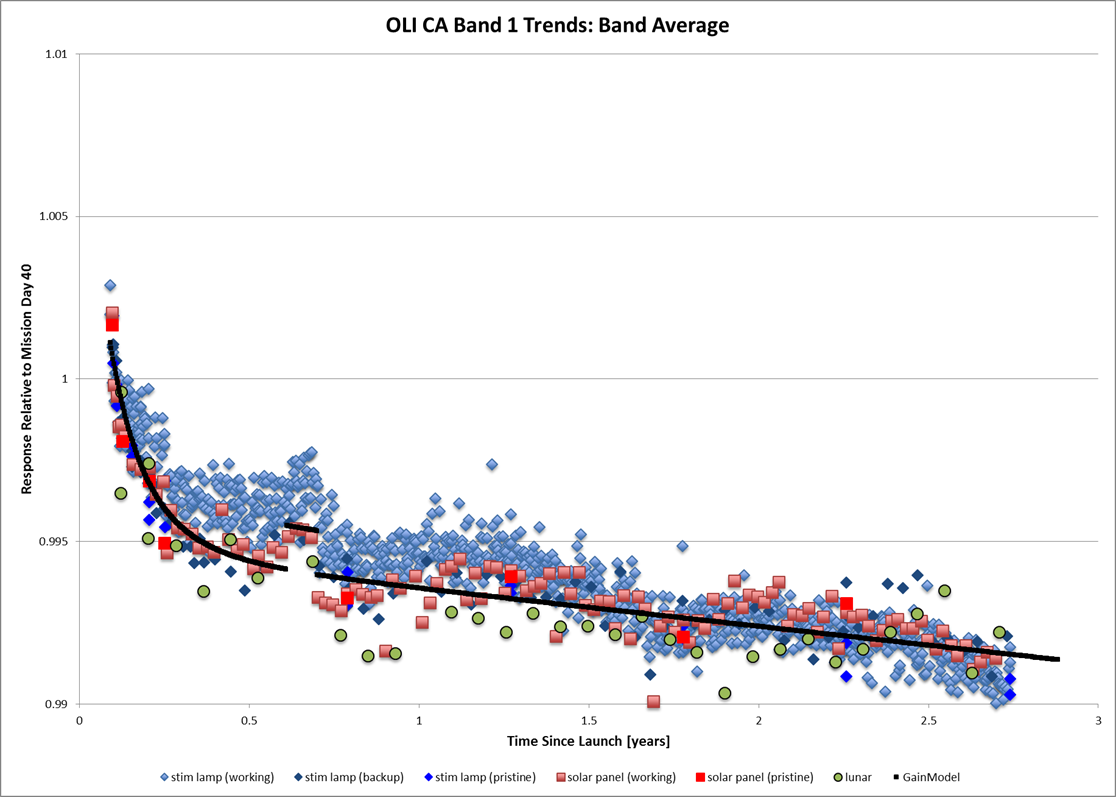 OLI CA Band 1 Trends: Band Average
1.01
1.005
1
0.995
0.99
Response Relative to Mission Day 40
0 0.5 1 1.5 2 2.5 3
Time Since Launch [years]
stim lamp (working) stim lamp (backup) stim lamp (pristine) solar panel (working) solar panel (pristine) lunar GainModel